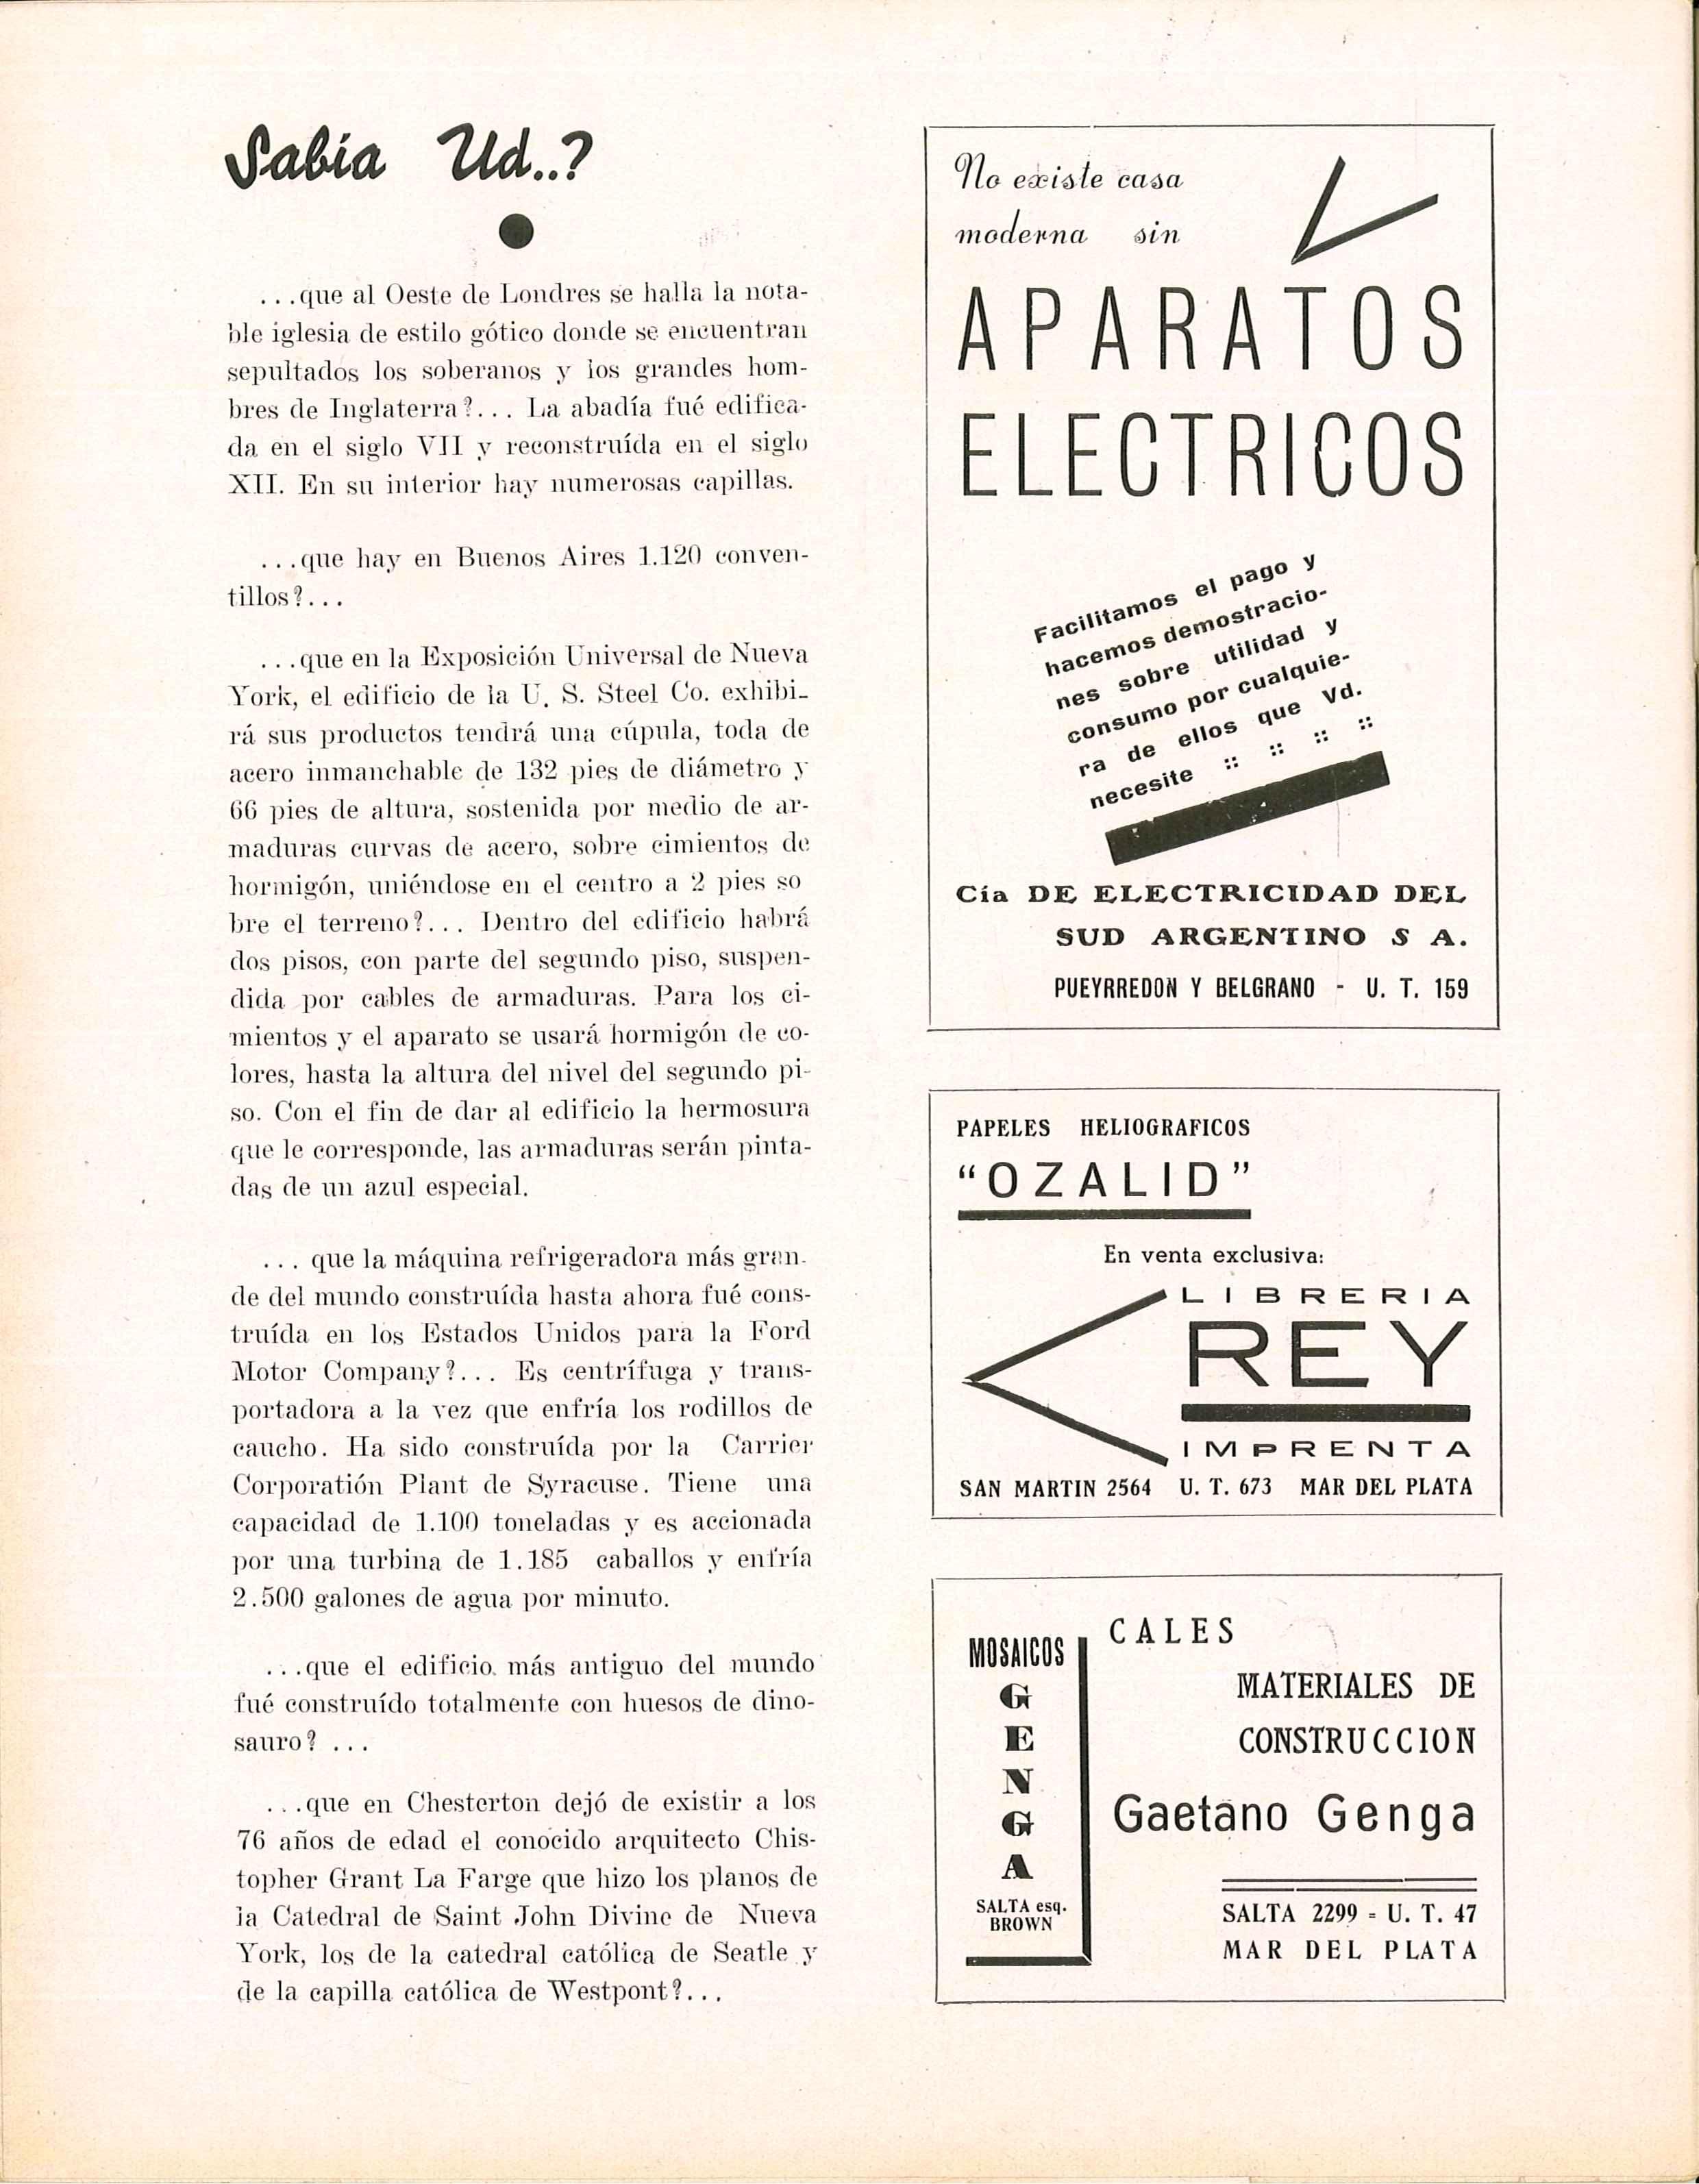 Sabía Ud..?
...que al Oeste de Londres se halla la nota-
ble iglesia de estilo gótico donde se encuentran
sepultados los soberanos y los grandes hom-
bres de Inglaterra?... La abadía fué edifica-
da en el siglo VII y reconstruída en el siglo
XII. En su interior hay numerosas capillas.
...que hay en Buenos Aires 1.120 conven-
tillos?...
...que en la Exposición Universal de Nueva
York, el edificio de la U. S. Steel Co. exhibi-
rá sus productos tendrá una cúpula, toda de
acero inmanchable de 132 pies de diámetro y
66 pies de altura, sostenida por medio de ar-
maduras curvas de acero, sobre cimientos de
hormigón, uniéndose en el centro a 2 pies so
bre el terreno?... Dentro del edificio habrá
dos pisos, con parte del segundo piso, suspen-
dida por cables de armaduras. Para los ci-
mientos y el aparato se usará hormigón de co-
lores, hasta la altura del nivel del segundo pi-
so. Con el fin de dar al edificio la hermosura
que le corresponde, las armaduras serán pinta-
das de un azul especial.
... que la máquina refrigeradora más gran-
de del mundo construída hasta ahora fué cons-
truída en los Estados Unidos para la Ford
Motor Company?... Es centrífuga y trans-
portadora a la vez que enfría los rodillos de
caucho. Ha sido construída por la Carrier
Corporatión Plant de Syracuse. Tiene una
capacidad de 1.100 toneladas y es accionada
por una turbina de 1.185 caballos y enfría
2.500 galones de agua por minuto.
...que el edificio. más antiguo del mundo
fué construído totalmente con huesos de dino-
sauro? ...
...que en Chesterton dejó de existir a los
76 años de edad el conocido arquitecto Chis-
topher Grant La Farge que hizo los planos de
la Catedral de Saint John Divine de Nueva
York, los de la catedral católica de Seatle y
de la capilla católica de Westpont?...
No existe casa
moderna sin
APARATOS
ELECTRICOS
Facilitamos el pago y
hacemos demostracio-
nes sobre utilidad y
consumo por cualquie-
ra de ellos que Vd.
necesite :: :: :: ::
Cía DE ELECTRICIDAD DEL
SUD ARGENTINO S A.
PUEYRREDON Y BELGRANO - U. T. 159
PAPELES HELIOGRAFICOS
“OZALID”
En venta exclusiva:
LIBRERIA
REY
IMPRENTA
SAN MARTIN 2564 U. T. 673 MAR DEL PLATA
MOSAICOS
G
E
N
G
A
SALTA esq.
BROWN
CALES
MATERIALES DE
CONSTRUCCION
Gaetano Genga
SALTA 2299 - U. T. 47
MAR DEL PLATA